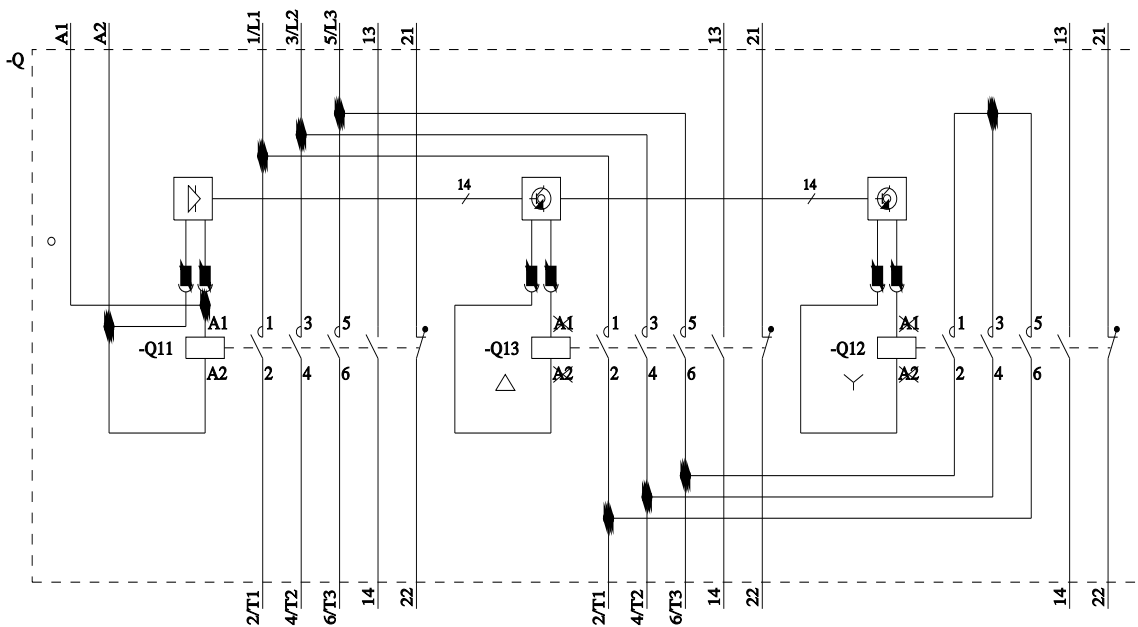 A1 A2 1/L1 3/L2 5/L3 13 21 13 21 13 21
-Q
14 14
A1 1 3 5 A1 1 3 5 A1 1 3 5
-Q11 -Q13 -Q12
A2 2 4 6 A2 2 4 6 A2 2 4 6
2/T1 4/T2 6/T3 14 22 2/T1 4/T2 6/T3 14 22 14 22